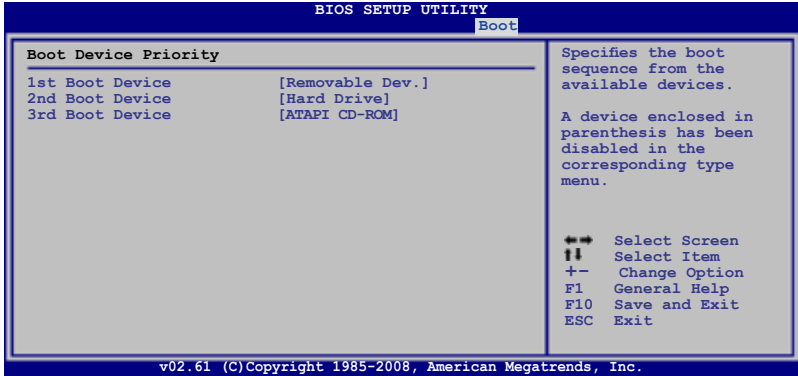 BIOS SETUP UTILITY
Boot
Boot Device Priority
1st Boot Device [Removable Dev.]
2nd Boot Device [Hard Drive]
3rd Boot Device [ATAPI CD-ROM]
Specifies the boot
sequence from the
available devices.
A device enclosed in
parenthesis has been
disabled in the
corresponding type
menu.
←→ Select Screen
↑↓ Select Item
+- Change Option
F1 General Help
F10 Save and Exit
ESC Exit
v02.61 (C)Copyright 1985-2008, American Megatrends, Inc.